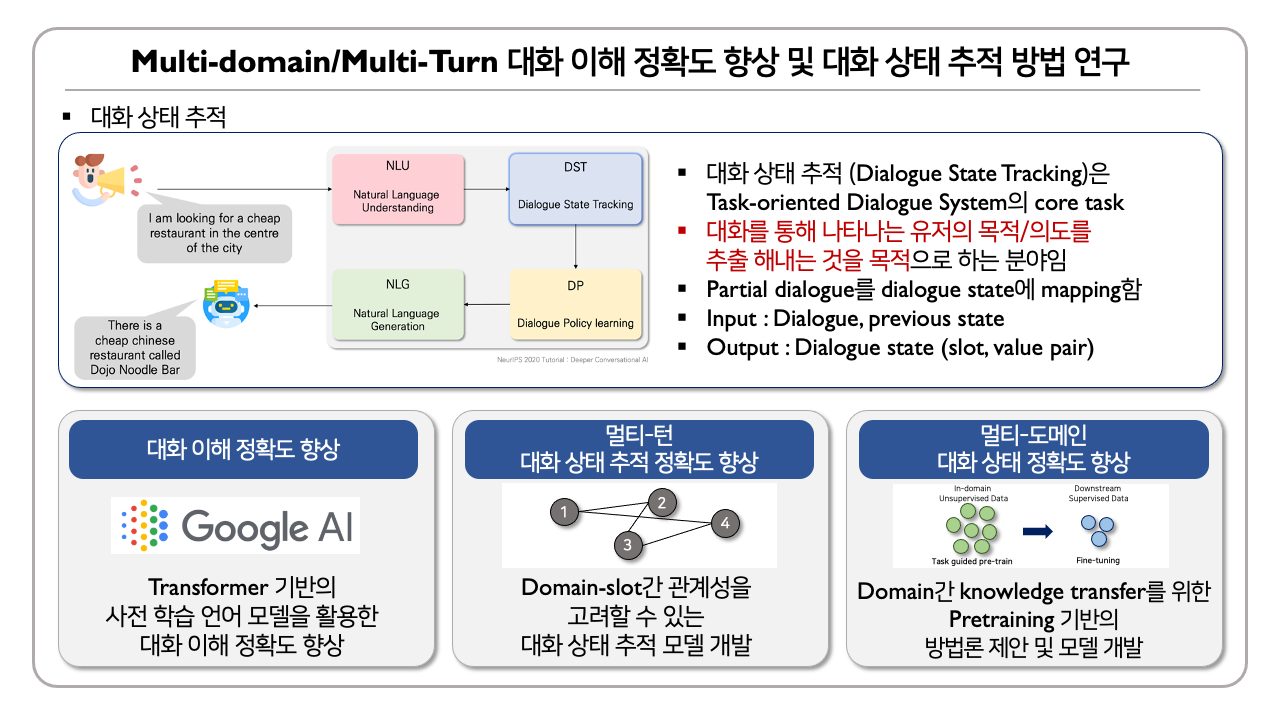 Multi-domain/Multi-Turn 대화 이해 정확도 향상 및 대화 상태 추적 방법 연구
▪ 대화 상태 추적
I am looking for a cheap
restaurant in the centre
of the city
NLU
Natural Language
Understanding
DST
Dialogue State Tracking
NLG
Natural Language
Generation
DP
Dialogue Policy learning
There is a
cheap chinese
restaurant called
Dojo Noodle Bar
NeurIPS 2020 Tutorial : Deeper Conversational AI
▪ 대화 상태 추적 (Dialogue State Tracking)은
Task-oriented Dialogue System의 core task
▪ 대화를 통해 나타나는 유저의 목적/의도를
추출 해내는 것을 목적으로 하는 분야임
▪ Partial dialogue를 dialogue state에 mapping함
▪ Input : Dialogue, previous state
▪ Output : Dialogue state (slot, value pair)
대화 이해 정확도 향상
Google AI
Transformer 기반의
사전 학습 언어 모델을 활용한
대화 이해 정확도 향상
멀티-턴
대화 상태 추적 정확도 향상
1
2
3
4
Domain-slot간 관계성을
고려할 수 있는
대화 상태 추적 모델 개발
멀티-도메인
대화 상태 정확도 향상
In-domain
Unsupervised Data
Downstream
Supervised Data
Task guided pre-train
Fine-tuning
Domain간 knowledge transfer를 위한
Pretraining 기반의
방법론 제안 및 모델 개발